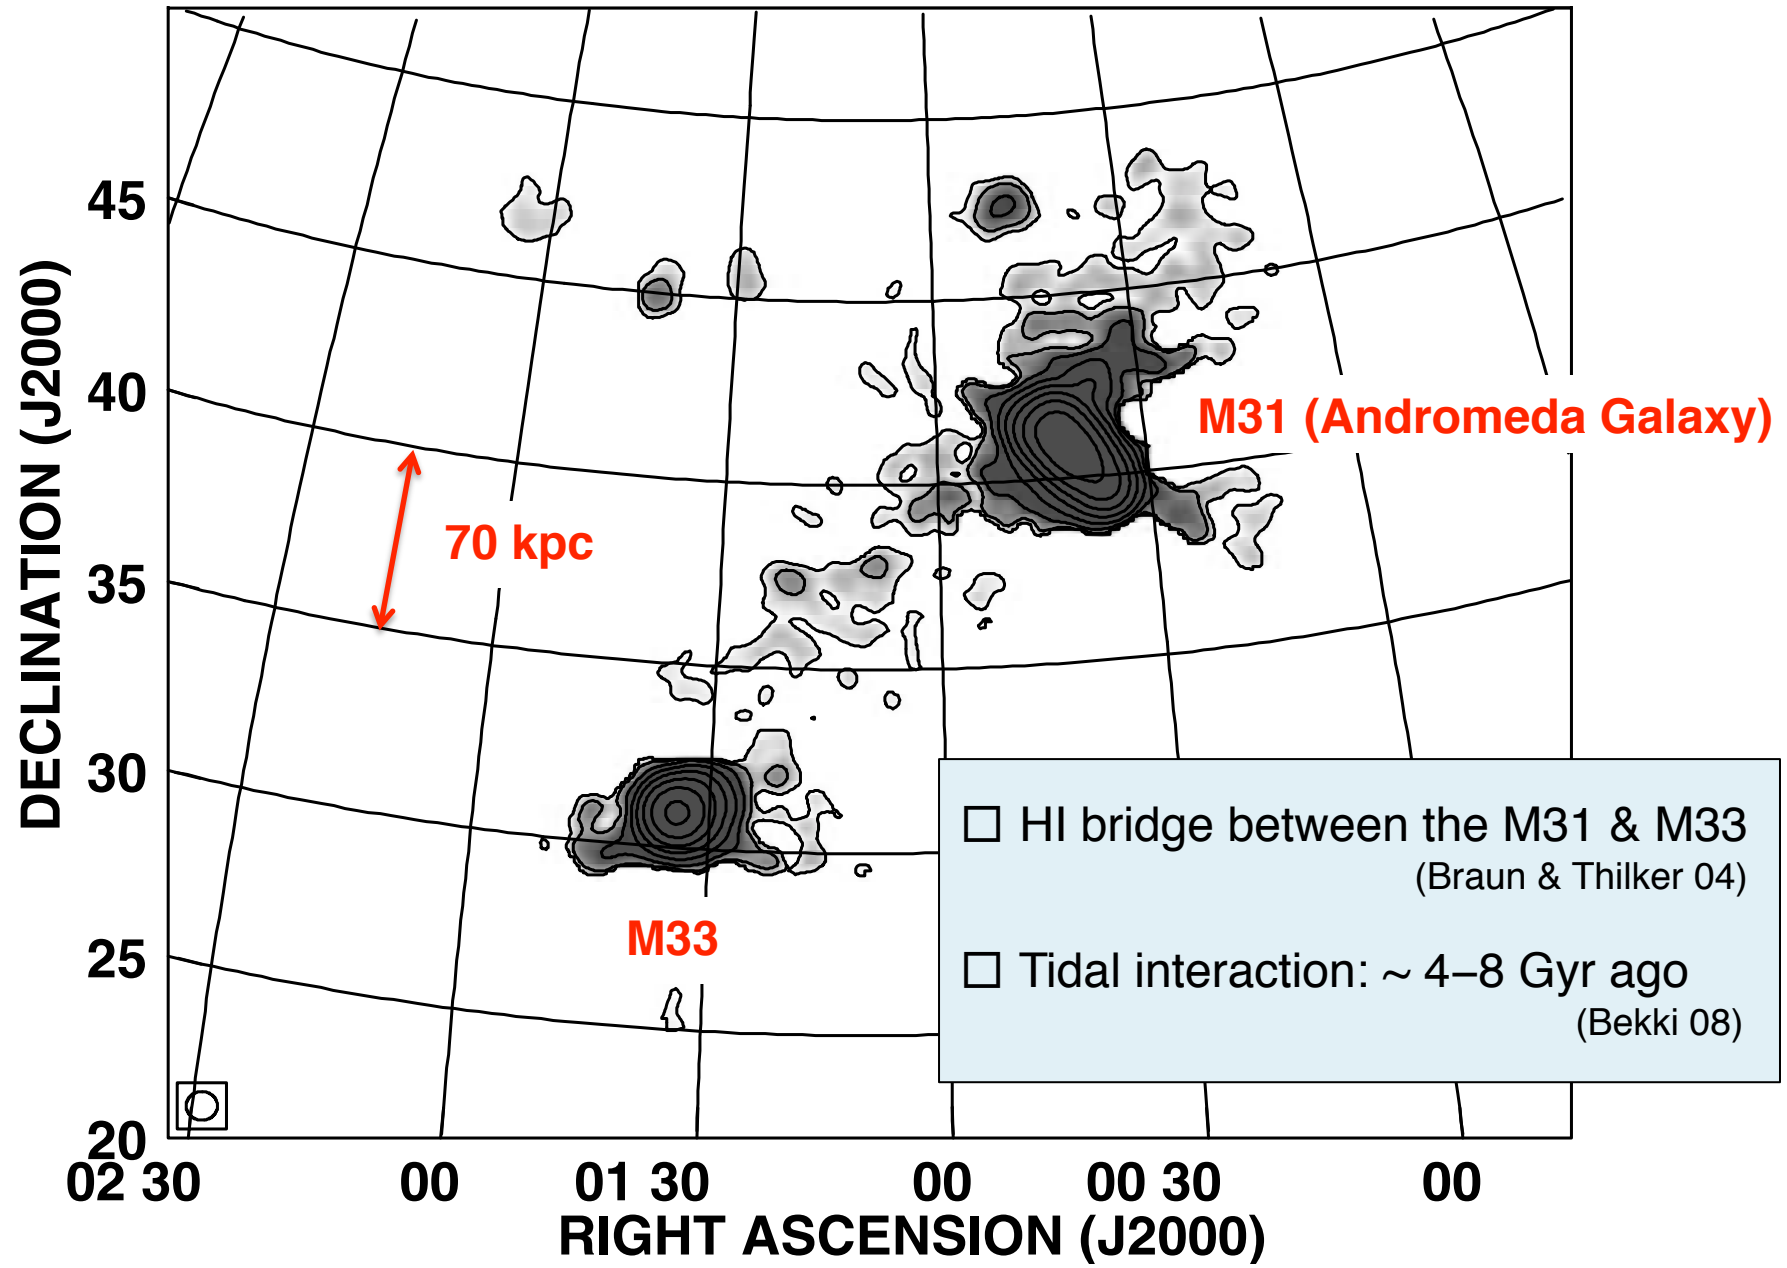 45
40
35
30
25
20
DECLINATION (J2000)
M31 (Andromeda Galaxy)
70 kpc
M33
□ HI bridge between the M31 & M33
(Braun & Thilker 04)
□ Tidal interaction: ~ 4–8 Gyr ago
(Bekki 08)
02 30 00 01 30 00 00 30 00
RIGHT ASCENSION (J2000)